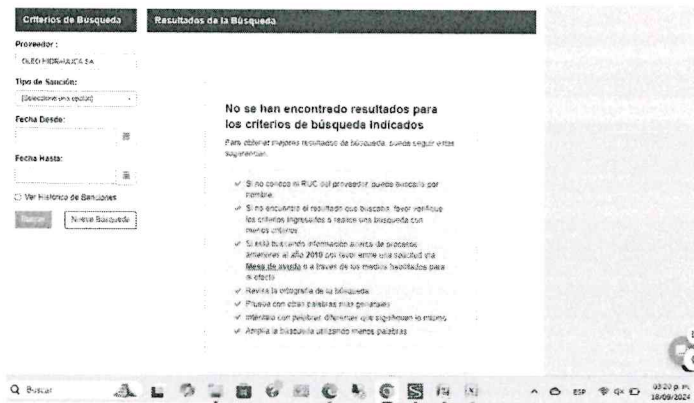 Criterios de Búsqueda
Resultados de la Búsqueda
Proveedor :
OLEO HIDRAULICA SA
Tipo de Sanción:
[Seleccione una opción]
Fecha Desde:
Fecha Hasta:
Ver Histórico de Sanciones
Buscar
Nueva Búsqueda
No se han encontrado resultados para
los criterios de búsqueda indicados
Para obtener mejores resultados de búsqueda, puede seguir estas
sugerencias:
Si no conoce el RUC del proveedor, puede buscarlo por
nombre.
Si no encuentra el resultado que buscaba, favor verifique
los criterios ingresados o realice una búsqueda con
menos criterios
Si está buscando información acerca de procesos
anteriores al año 2010 por favor envíe una solicitud vía
Mesa de ayuda o a través de los medios habilitados para
el efecto
Revisa la ortografía de la búsqueda
Prueba con otras palabras más generales
Inténtalo con palabras diferentes que signifiquen lo mismo
Amplía la búsqueda utilizando menos palabras
Buscar
ESP
03:20 p. m.
18/09/2024